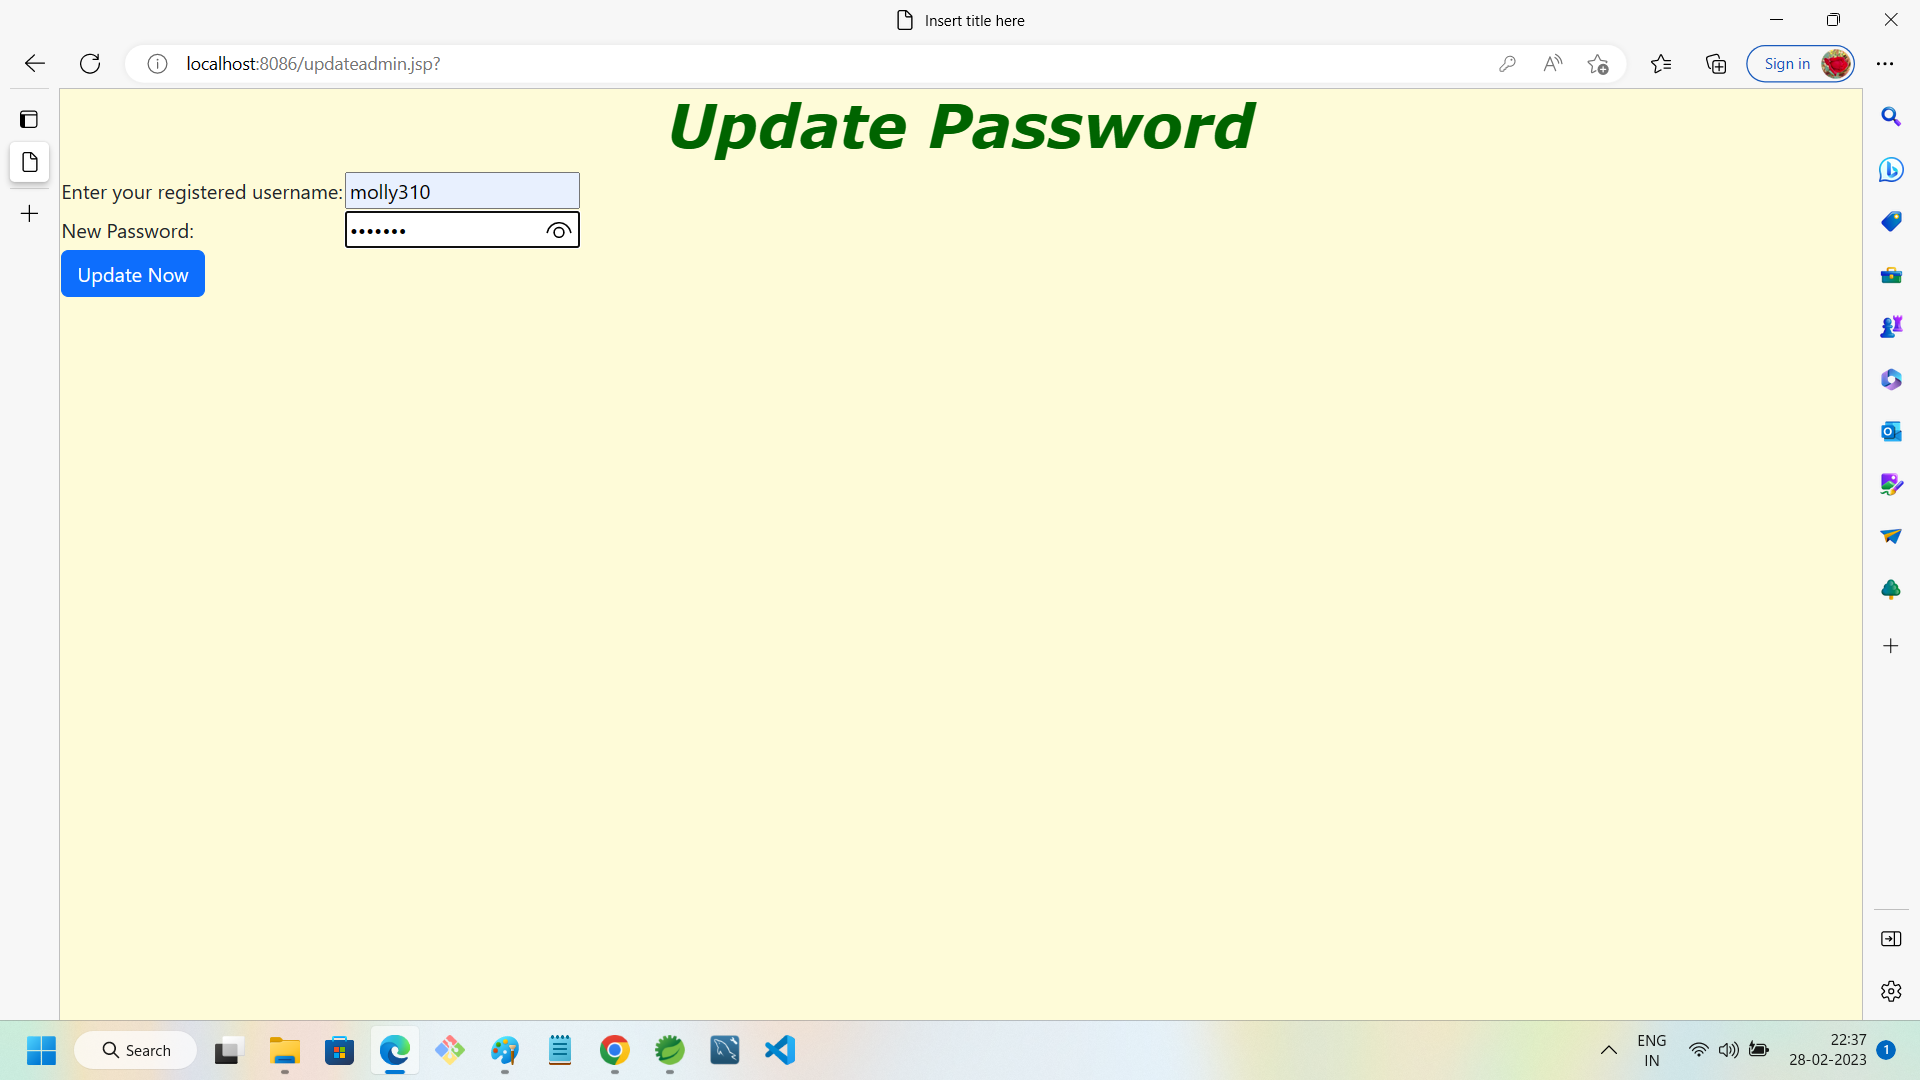 Insert title here
localhost:8086/updateadmin.jsp?
Sign in
Update Password
Enter your registered username: molly310
New Password: •••••••
Update Now
Search
ENG
IN
22:37
28-02-2023
1